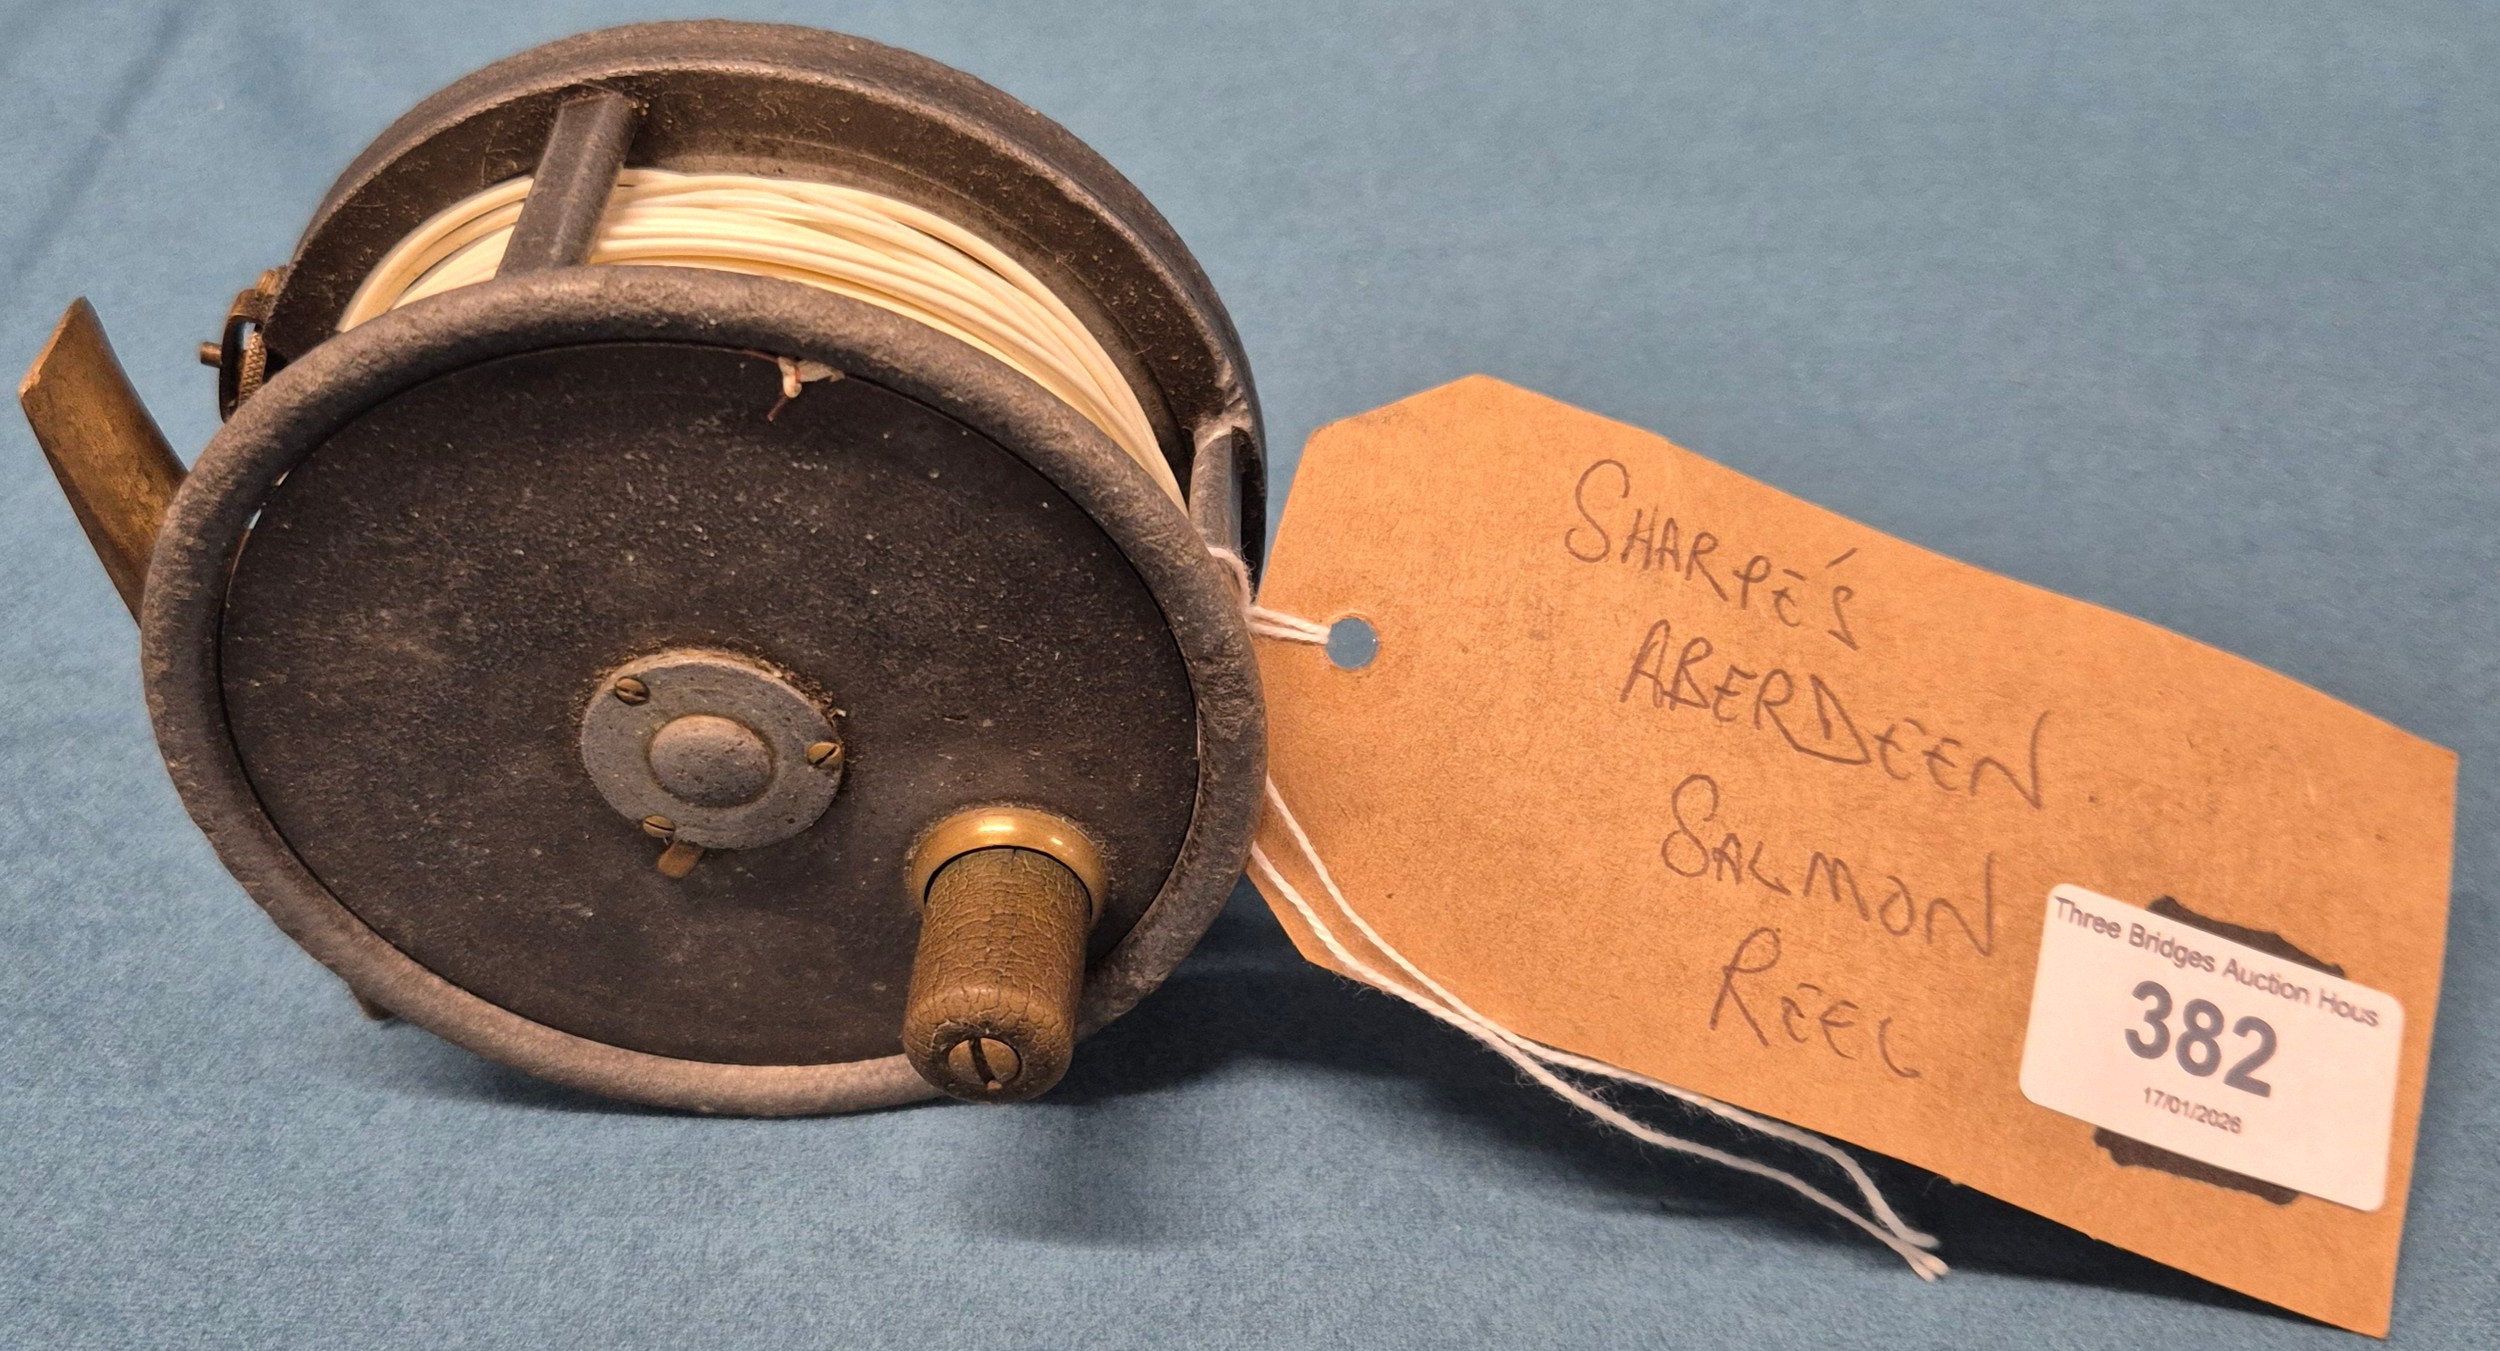 SHARPE'S
ABERDEEN
SALMON
REEL
Three Bridges Auction Hous
382
17/01/2026